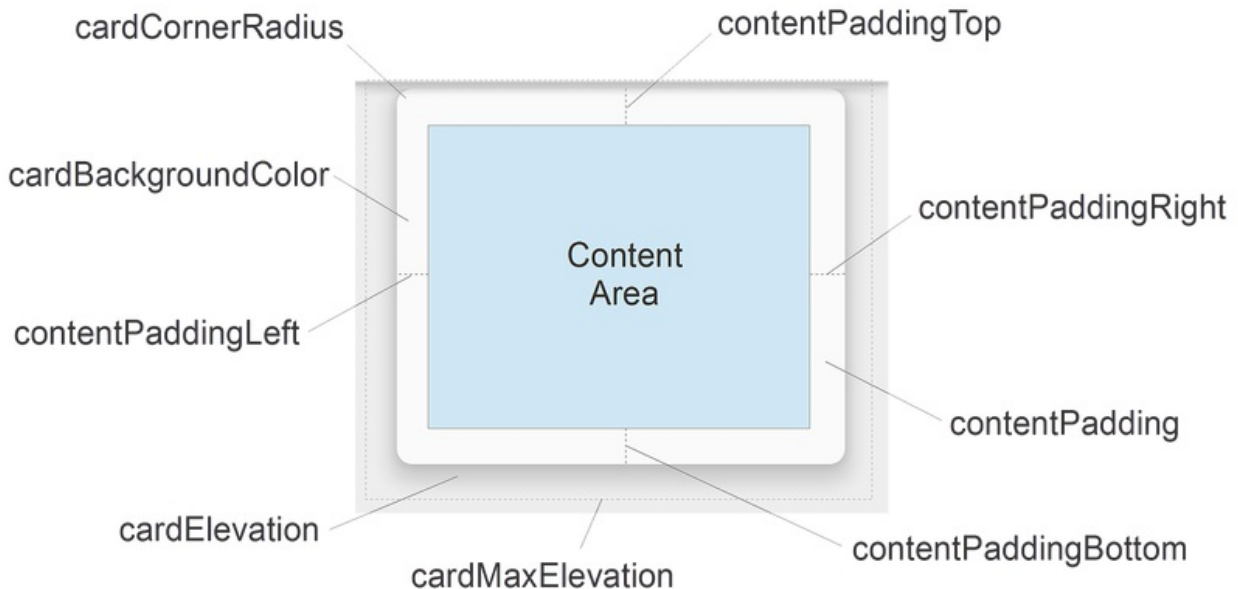 cardCornerRadius
contentPaddingTop
cardBackgroundColor
contentPaddingRight
Content
Area
contentPaddingLeft
contentPadding
cardElevation
contentPaddingBottom
cardMaxElevation